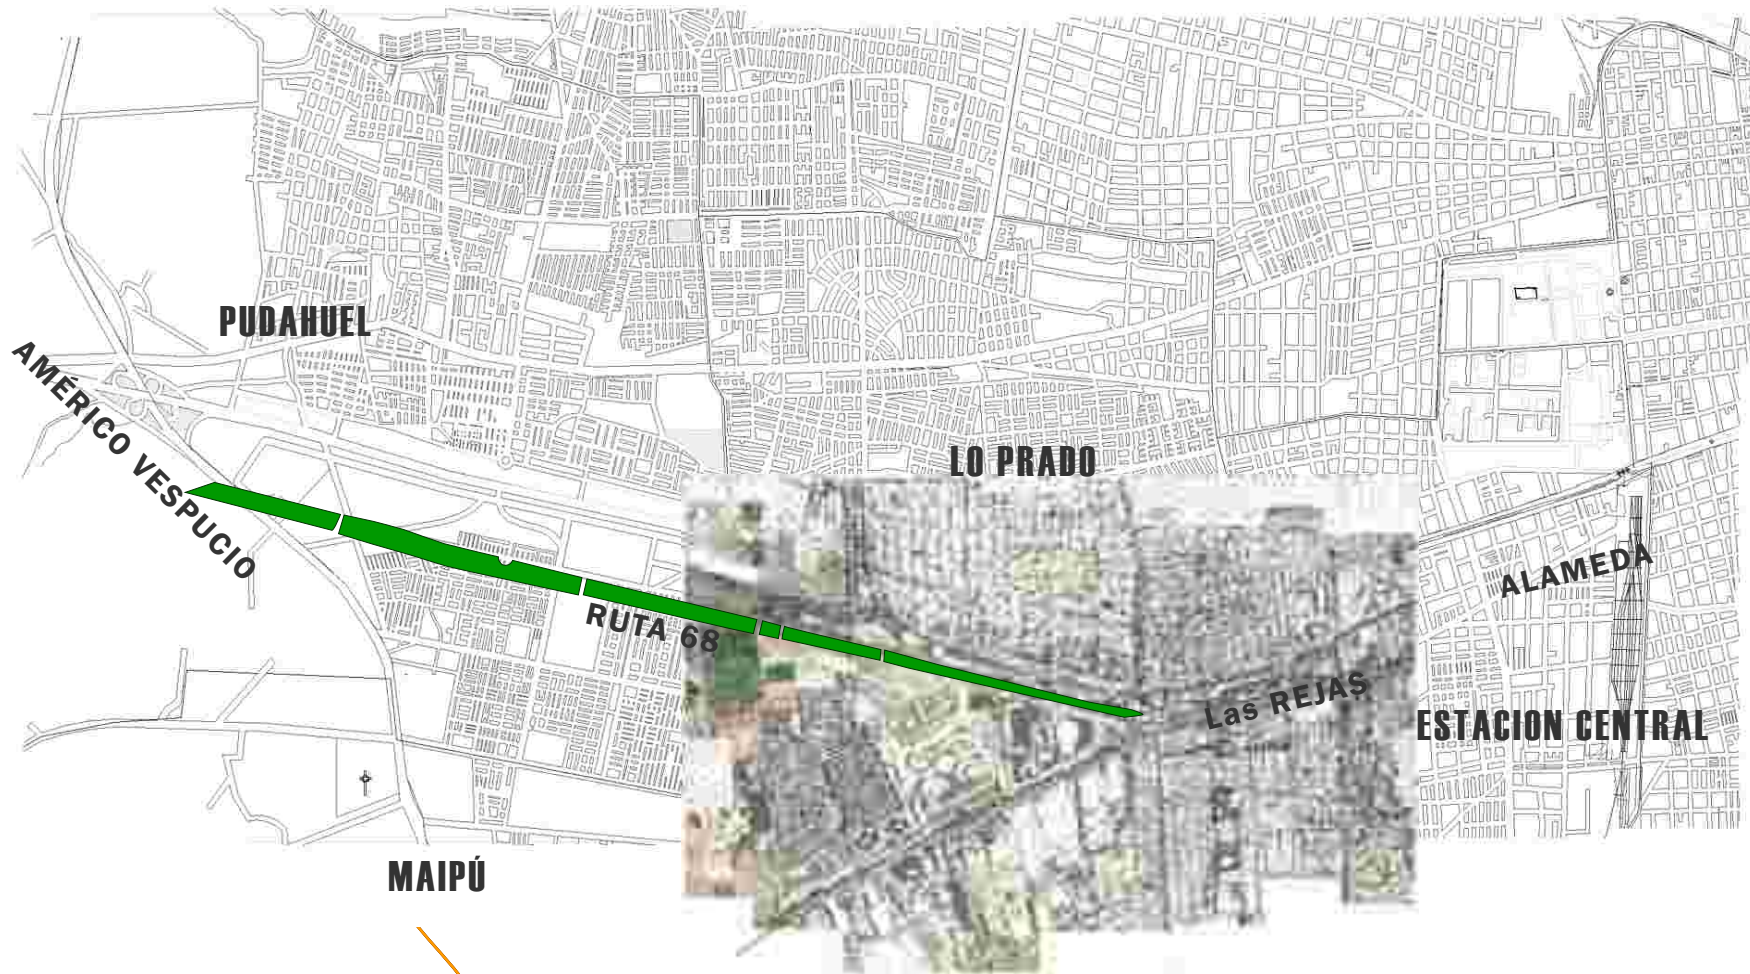 PUDAHUEL
AMÉRICO VESPUCIO
LO PRADO
ALAMEDA
RUTA 68
Las REJAS
ESTACION CENTRAL
MAIPÚ